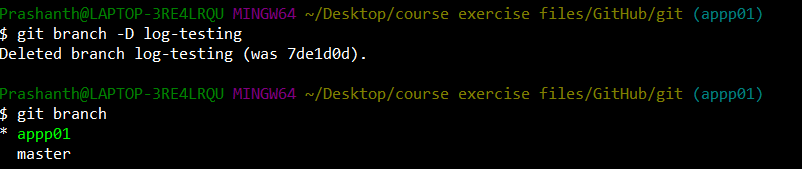 Prashanth@LAPTOP-3RE4LRQU MINGW64 ~/Desktop/course exercise files/GitHub/git (appp01)
$ git branch -D log-testing
Deleted branch log-testing (was 7de1d0d).
Prashanth@LAPTOP-3RE4LRQU MINGW64 ~/Desktop/course exercise files/GitHub/git (appp01)
$ git branch
* appp01
  master